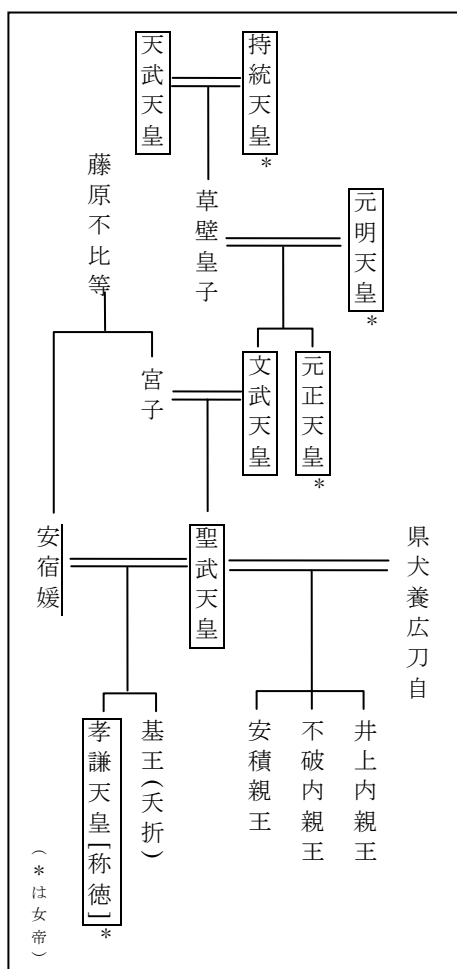 持統天皇*
天武天皇
元明天皇*
草壁皇子
藤原不比等
元正天皇*
文武天皇
宮子
県犬養広刀自
聖武天皇
安宿媛
井上内親王
不破内親王
安積親王
基王(夭折)
孝謙天皇[称徳]*
(*は女帝)